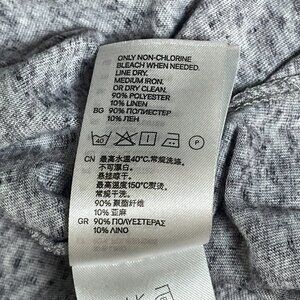 ONLY NON-CHLORINE
BLEACH WHEN NEEDED.
LINE DRY.
MEDIUM IRON.
OR DRY CLEAN.
90% POLYESTER
10% LINEN
BG 90% ПОЛИЕСТЕР
10% ЛЕН
40 P
CN 最高水温40℃,常规洗涤。
不可漂白。
悬挂晾干。
最高温度150℃熨烫。
常规干洗。
90% 聚酯纤维
10% 亚麻
GR 90% ΠΟΛΥΕΣΤΕΡΑΣ
10% ΛΙΝΟ